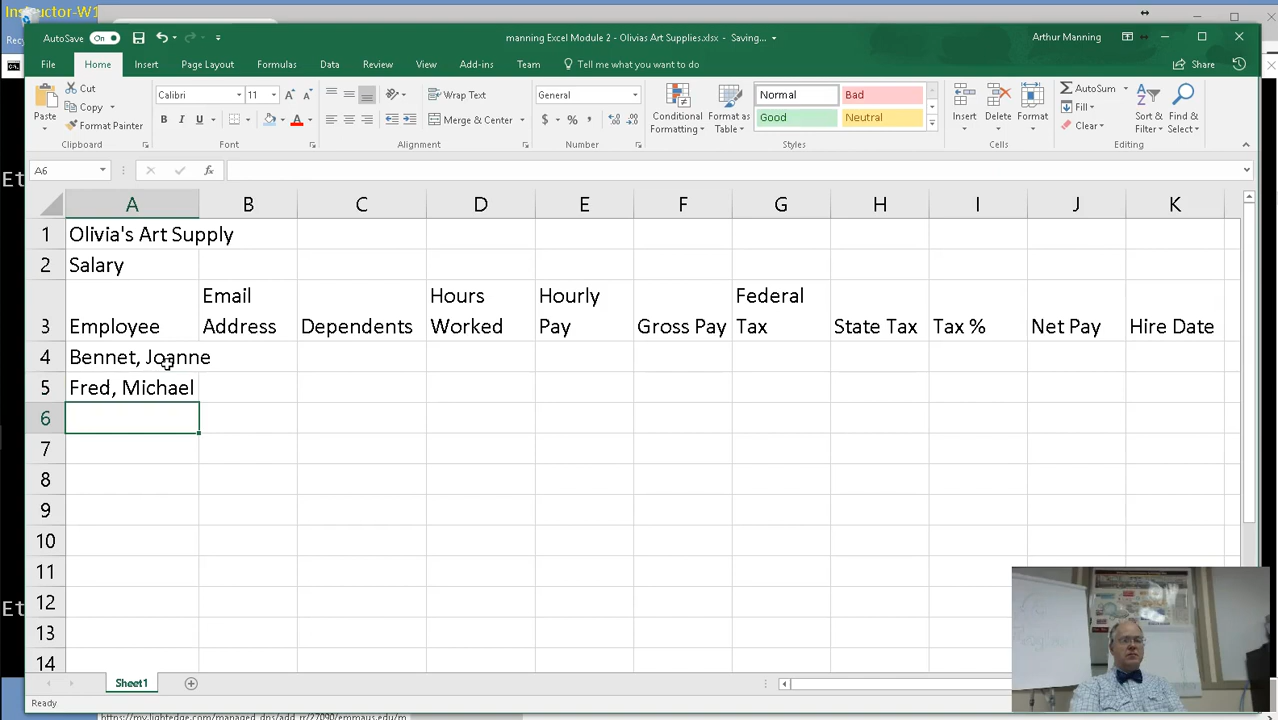 Instructor-W1
Recy
AutoSave On
manning Excel Module 2 - Olivias Art Supplies.xlsx - Saving...
Arthur Manning
File Home Insert Page Layout Formulas Data Review View Add-ins Team Tell me what you want to do Share
Paste
Cut
Copy
Format Painter
Clipboard
Calibri 11
B I U
Font
Wrap Text
Merge & Center
Alignment
General
$ % ,
Number
Conditional Formatting
Format as Table
Normal Bad
Good Neutral
Styles
Insert Delete Format
Cells
AutoSum
Fill
Clear
Sort & Filter
Find & Select
Editing
A6
fx
A B C D E F G H I J K
1 Olivia's Art Supply
2 Salary
3 Employee Email Address Dependents Hours Worked Hourly Pay Gross Pay Federal Tax State Tax Tax % Net Pay Hire Date
4 Bennet, Joanne
5 Fred, Michael
6
7
8
9
10
11
12
13
14
Et
Et
Sheet1
Ready
https://my.lightedge.com/managed_dns/add_rr/27090/emmaus.edu/m